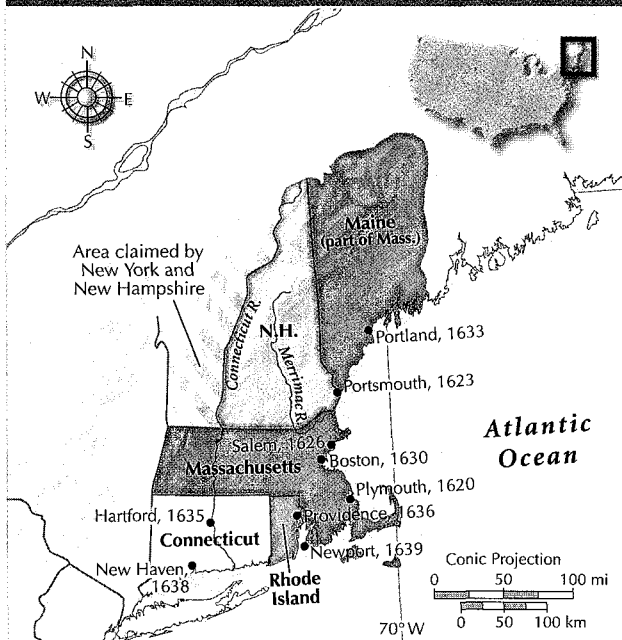 N
W
E
S
Maine
(part of Mass.)
Area claimed by
New York and
New Hampshire
Connecticut R.
N.H.
Merrimac R.
Portland, 1633
Portsmouth, 1623
Atlantic
Ocean
Salem, 1626
Massachusetts
Boston, 1630
Plymouth, 1620
Hartford, 1635
Providence, 1636
Connecticut
Newport, 1639
New Haven,
1638
Rhode
Island
Conic Projection
0 50 100 mi
0 50 100 km
70° W